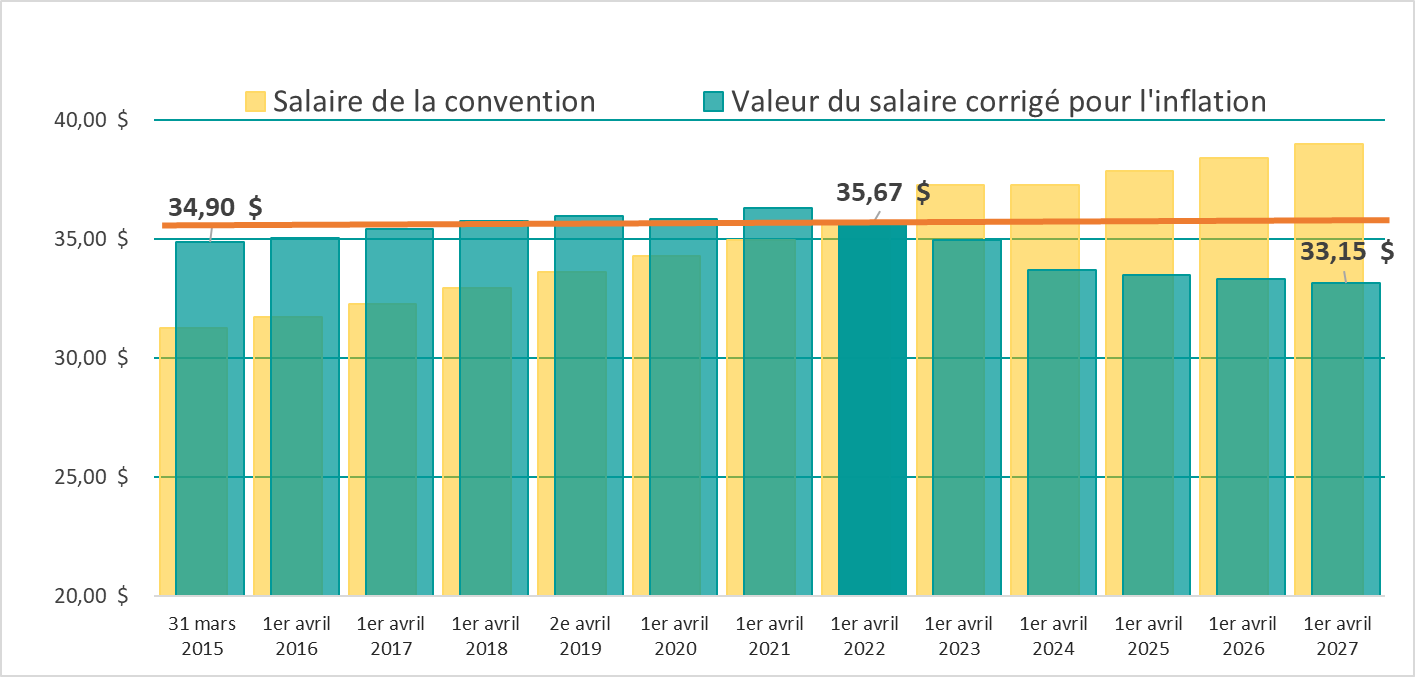 Salaire de la convention
Valeur du salaire corrigé pour l'inflation
40,00 $
35,00 $
30,00 $
25,00 $
20,00 $
34,90 $
35,67 $
33,15 $
31 mars
2015
1er avril
2016
1er avril
2017
1er avril
2018
2e avril
2019
1er avril
2020
1er avril
2021
1er avril
2022
1er avril
2023
1er avril
2024
1er avril
2025
1er avril
2026
1er avril
2027